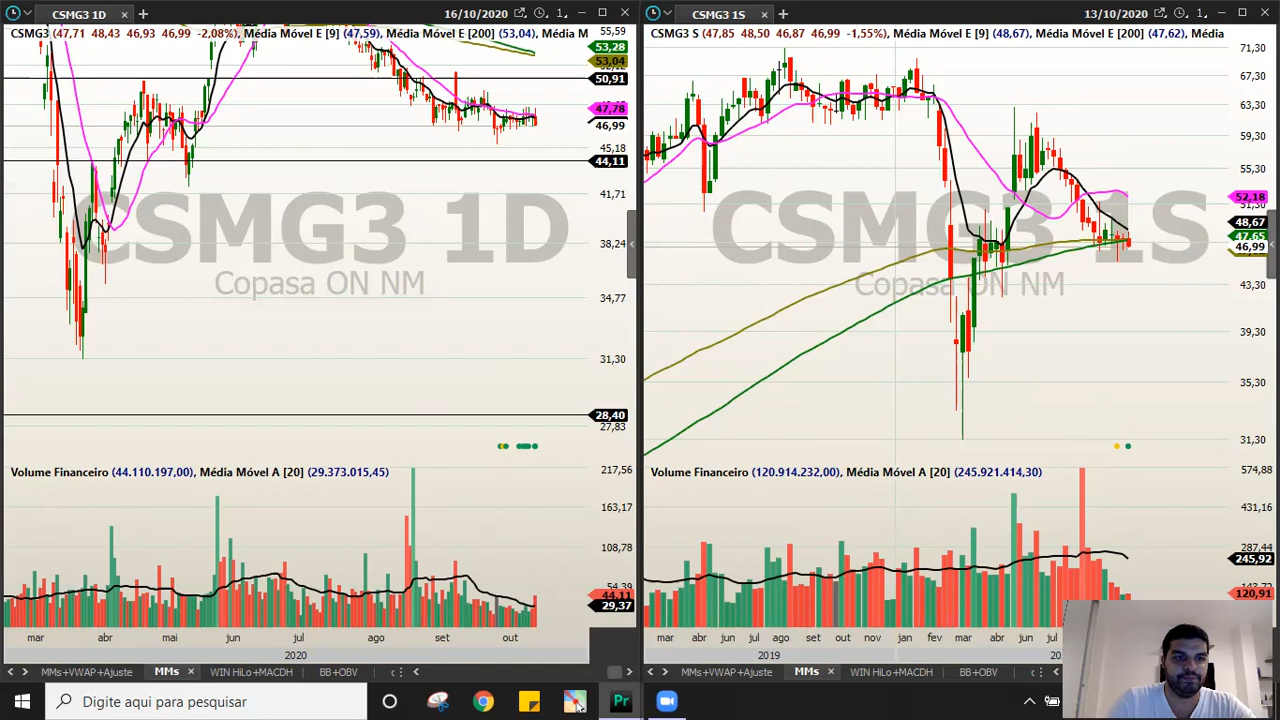 CSMG3 1D
16/10/2020
1
CSMG3 (47,71 48,43 46,93 46,99 -2,08%), Média Móvel E [9] (47,59), Média Móvel E [200] (53,04), Média M
55,59
53,28
53,04
50,91
47,78
46,99
45,18
44,11
41,71
38,24
34,77
31,30
28,40
27,83
CSMG3 1D
Copasa ON NM
Volume Financeiro (44.110.197,00), Média Móvel A [20] (29.373.015,45)
217,56
163,17
108,78
54,39
44,11
29,37
mar abr mai jun jul ago set out
2020
MMs+VWAP+Ajuste MMs WIN HiLo+MACDH BB+OBV
CSMG3 1S
13/10/2020
1
CSMG3 S (47,85 48,50 46,87 46,99 -1,55%), Média Móvel E [9] (48,67), Média Móvel E [200] (47,62), Média
71,30
67,30
63,30
59,30
55,30
52,18
51,30
48,67
47,65
46,99
43,30
39,30
35,30
31,30
CSMG3 1S
Copasa ON NM
Volume Financeiro (120.914.232,00), Média Móvel A [20] (245.921.414,30)
574,88
431,16
287,44
245,92
143,72
120,91
mar abr jun jul ago set out nov jan fev mar abr jun jul
2019
MMs+VWAP+Ajuste MMs WIN HiLo+MACDH BB+OBV
Digite aqui para pesquisar
Pr